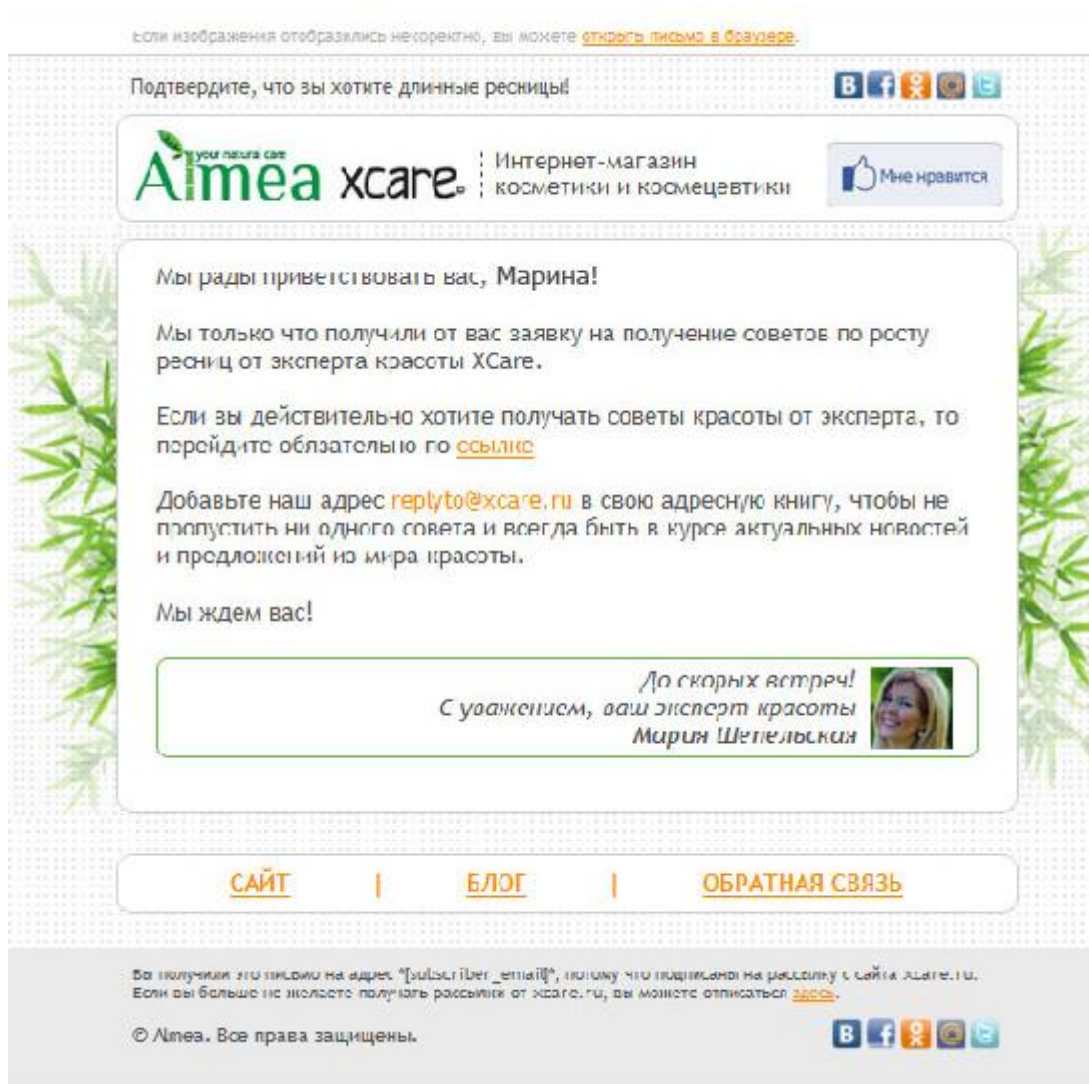 Если изображения отобразились некоректно, вы можете открыть письмо в браузере.
Подтвердите, что вы хотите длинные ресницы!
your natural care
Almea xcare
Интернет-магазин
косметики и космецевтики
Мне нравится
Мы рады приветствовать вас, Марина!
Мы только что получили от вас заявку на получение советов по росту
ресниц от эксперта красоты XCare.
Если вы действительно хотите получать советы красоты от эксперта, то
перейдите обязательно по ссылке
Добавьте наш адрес replyto@xcare.ru в свою адресную книгу, чтобы не
пропустить ни одного совета и всегда быть в курсе актуальных новостей
и предложений из мира красоты.
Мы ждем вас!
До скорых встреч!
С уважением, ваш эксперт красоты
Мария Шепельская
САЙТ | БЛОГ | ОБРАТНАЯ СВЯЗЬ
Вы получили это письмо на адрес *[subscriber_email]*, потому что подписаны на рассылку с сайта xcare.ru.
Если вы больше не желаете получать рассылки от xcare.ru, вы можете отписаться здесь.
© Almea. Все права защищены.